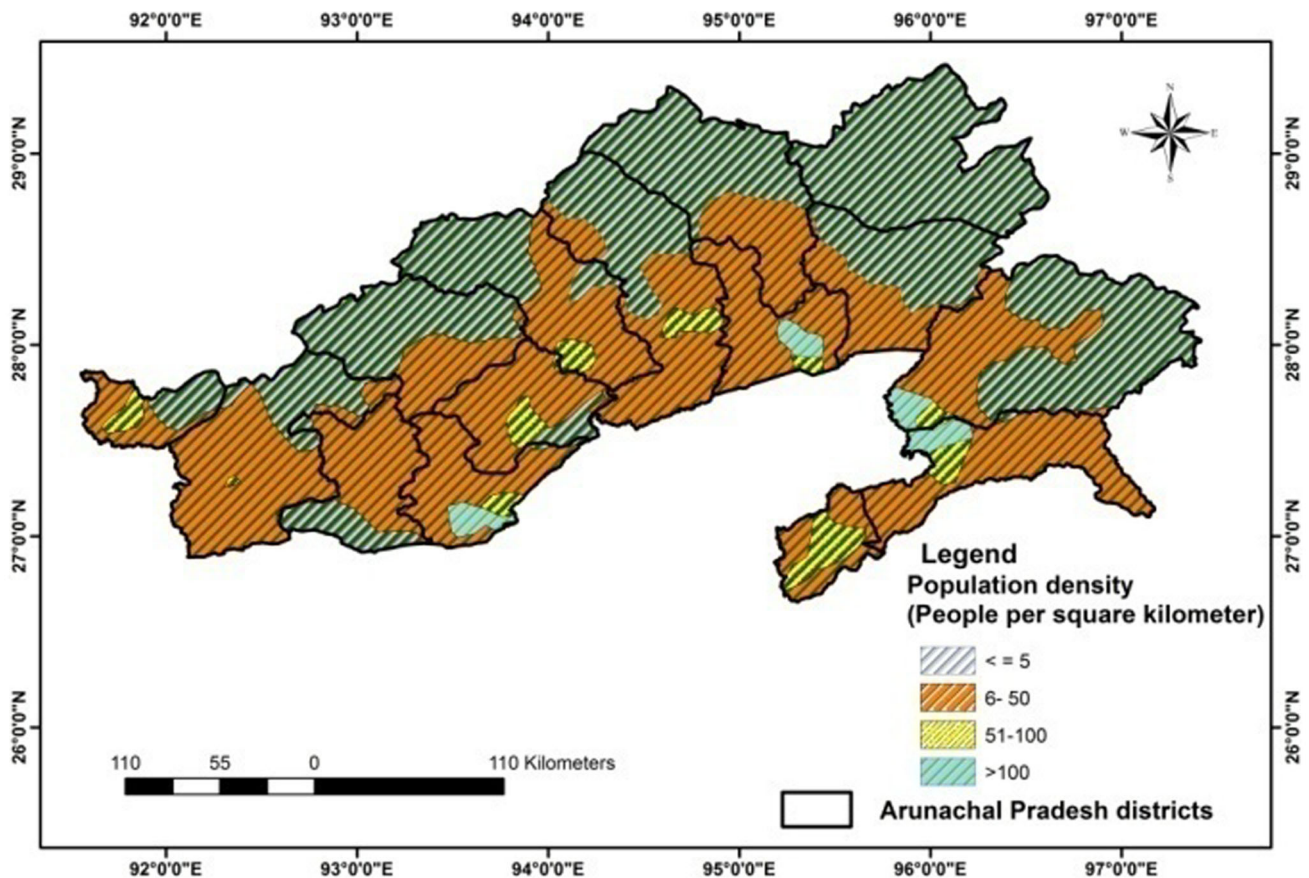 92°0'0"E 93°0'0"E 94°0'0"E 95°0'0"E 96°0'0"E 97°0'0"E
29°0'0"N 29°0'0"N
28°0'0"N 28°0'0"N
27°0'0"N 27°0'0"N
26°0'0"N 26°0'0"N
N
W E
S
Legend
Population density
(People per square kilometer)
< = 5
6- 50
51-100
>100
Arunachal Pradesh districts
110 55 0 110 Kilometers
92°0'0"E 93°0'0"E 94°0'0"E 95°0'0"E 96°0'0"E 97°0'0"E